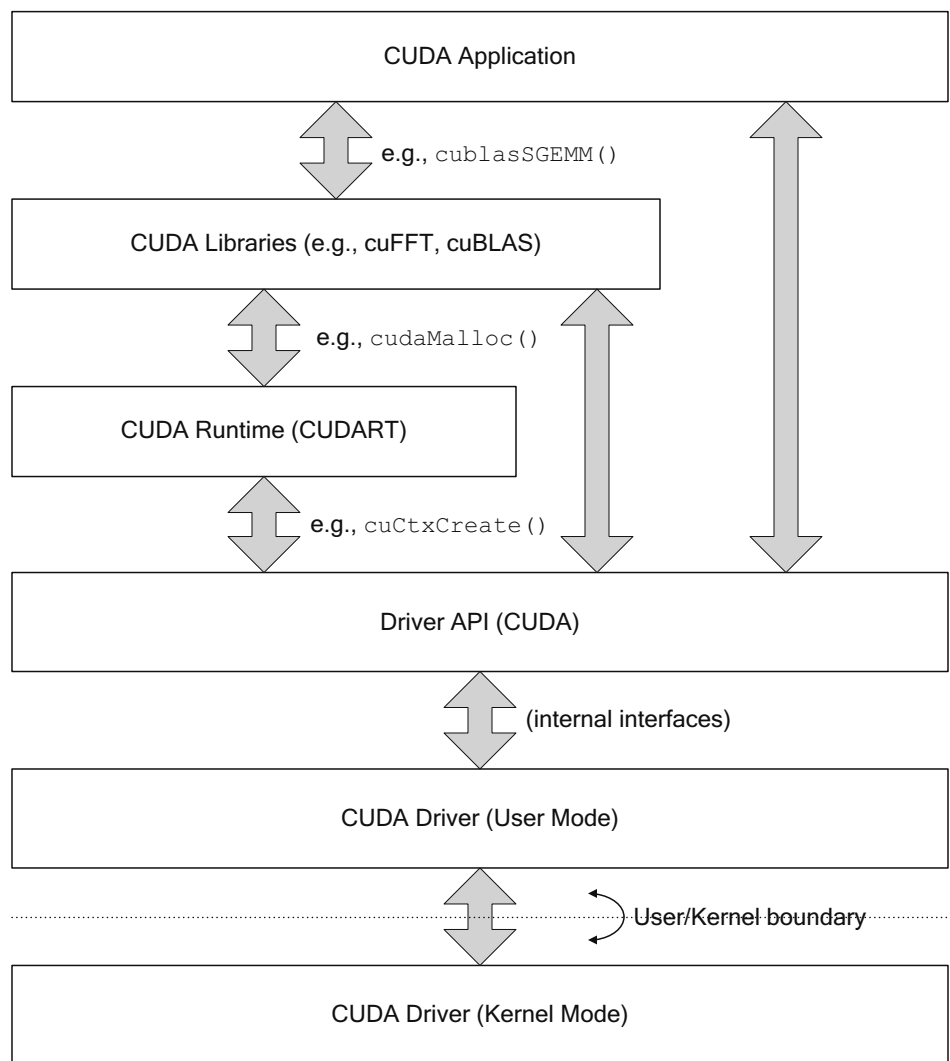 CUDA Application
e.g., cublasSGEMM()
CUDA Libraries (e.g., cuFFT, cuBLAS)
e.g., cudaMalloc()
CUDA Runtime (CUDART)
e.g., cuCtxCreate()
Driver API (CUDA)
(internal interfaces)
CUDA Driver (User Mode)
User/Kernel boundary
CUDA Driver (Kernel Mode)